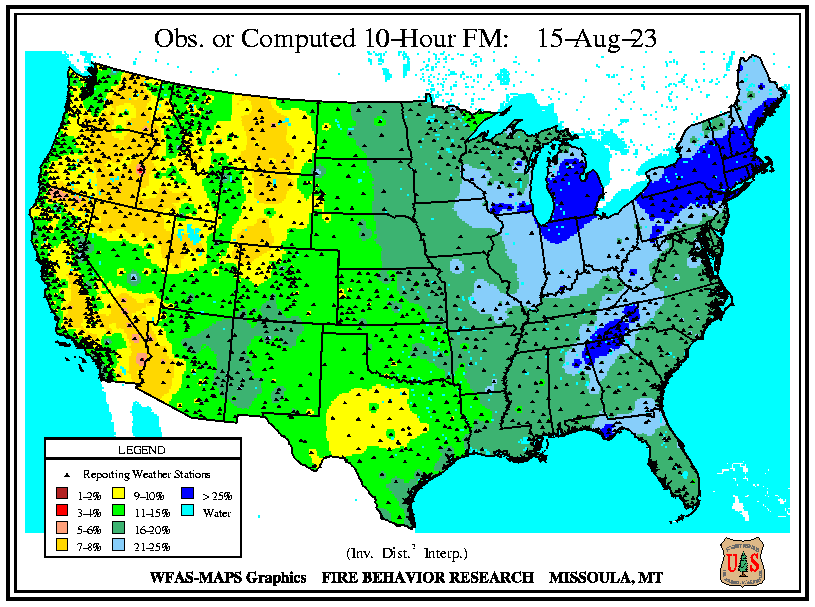 Obs. or Computed 10-Hour FM: 15-Aug-23
LEGEND
Reporting Weather Stations
1-2% 9-10% > 25%
3-4% 11-15% Water
5-6% 16-20%
7-8% 21-25%
(Inv. Dist.² Interp.)
WFAS-MAPS Graphics FIRE BEHAVIOR RESEARCH MISSOULA, MT
U S